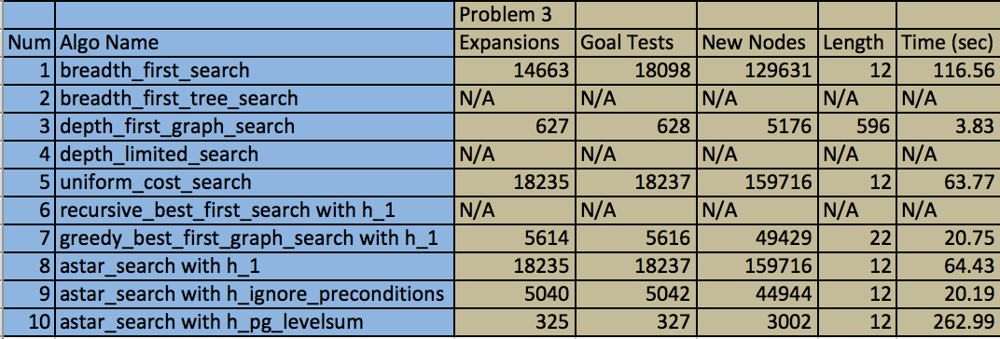 Problem 3
Num Algo Name Expansions Goal Tests New Nodes Length Time (sec)
1 breadth_first_search 14663 18098 129631 12 116.56
2 breadth_first_tree_search N/A N/A N/A N/A N/A
3 depth_first_graph_search 627 628 5176 596 3.83
4 depth_limited_search N/A N/A N/A N/A N/A
5 uniform_cost_search 18235 18237 159716 12 63.77
6 recursive_best_first_search with h_1 N/A N/A N/A N/A N/A
7 greedy_best_first_graph_search with h_1 5614 5616 49429 22 20.75
8 astar_search with h_1 18235 18237 159716 12 64.43
9 astar_search with h_ignore_preconditions 5040 5042 44944 12 20.19
10 astar_search with h_pg_levelsum 325 327 3002 12 262.99